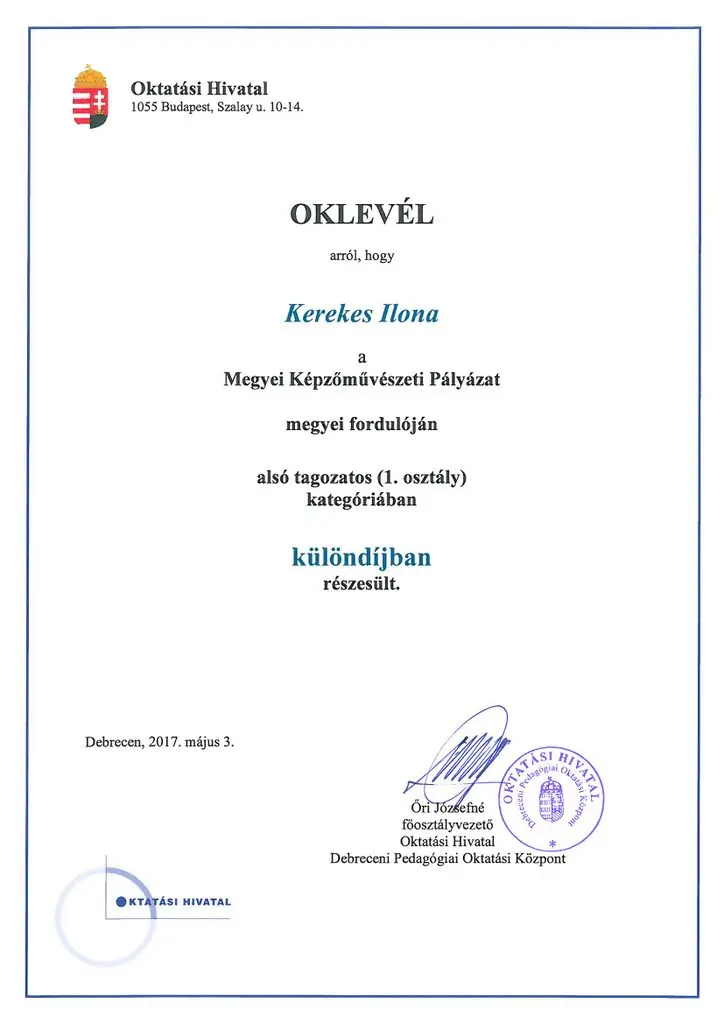 Oktatási Hivatal
1055 Budapest, Szalay u. 10-14.
OKLEVÉL
arról, hogy
Kerekes Ilona
a
Megyei Képzőművészeti Pályázat
megyei fordulóján
alsó tagozatos (1. osztály)
kategóriában
különdíjban
részesült.
Debrecen, 2017. május 3.
Őri Józsefné
főosztályvezető
Oktatási Hivatal
Debreceni Pedagógiai Oktatási Központ
OKTATÁSI HIVATAL
Debreceni Pedagógiai Oktatási Központ
*
OKTATÁSI HIVATAL